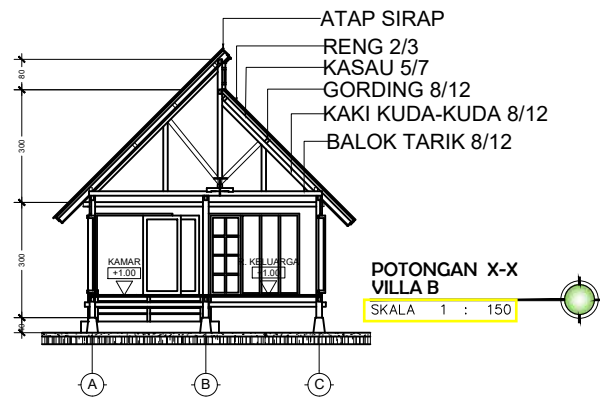 ATAP SIRAP
RENG 2/3
KASAU 5/7
GORDING 8/12
KAKI KUDA-KUDA 8/12
BALOK TARIK 8/12
80
300
300
KAMAR
+1.00
KELUARGA
+1.00
POTONGAN X-X
VILLA B
SKALA 1 : 150
A
B
C